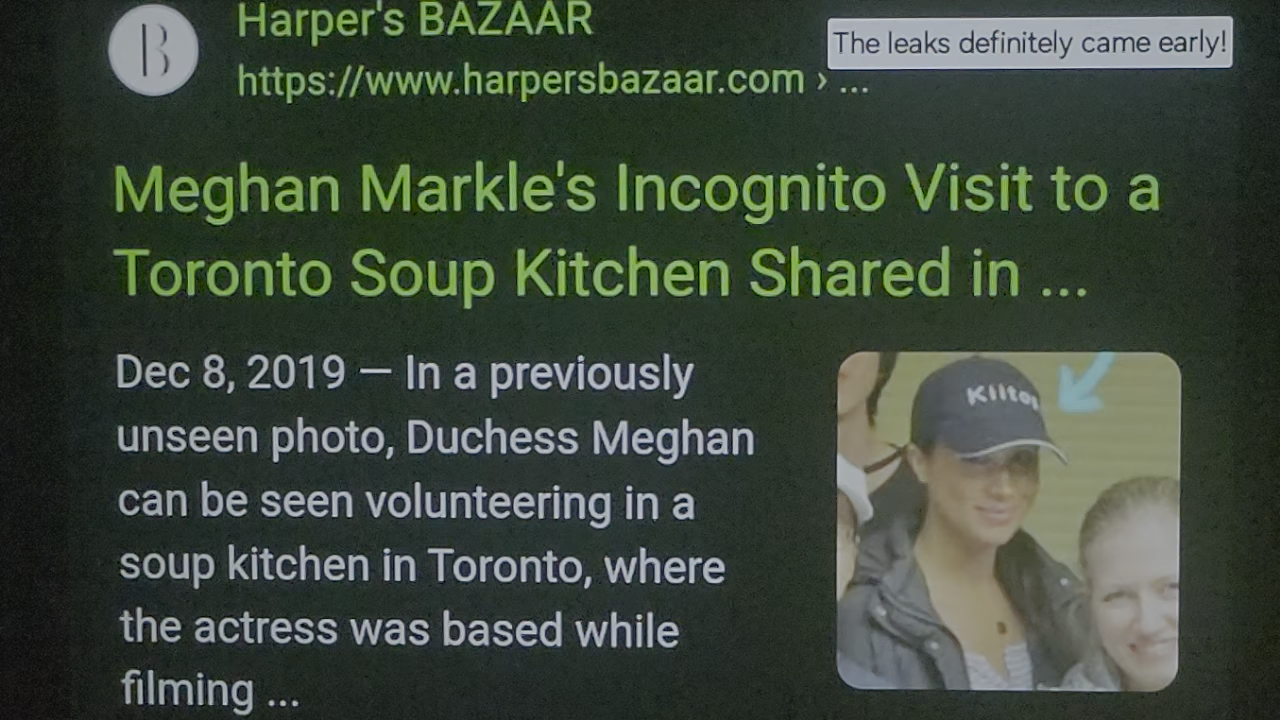 Harper's BAZAAR
The leaks definitely came early!
https://www.harpersbazaar.com › ...
Meghan Markle's Incognito Visit to a
Toronto Soup Kitchen Shared in ...
Dec 8, 2019 — In a previously
unseen photo, Duchess Meghan
can be seen volunteering in a
soup kitchen in Toronto, where
the actress was based while
filming ...
B